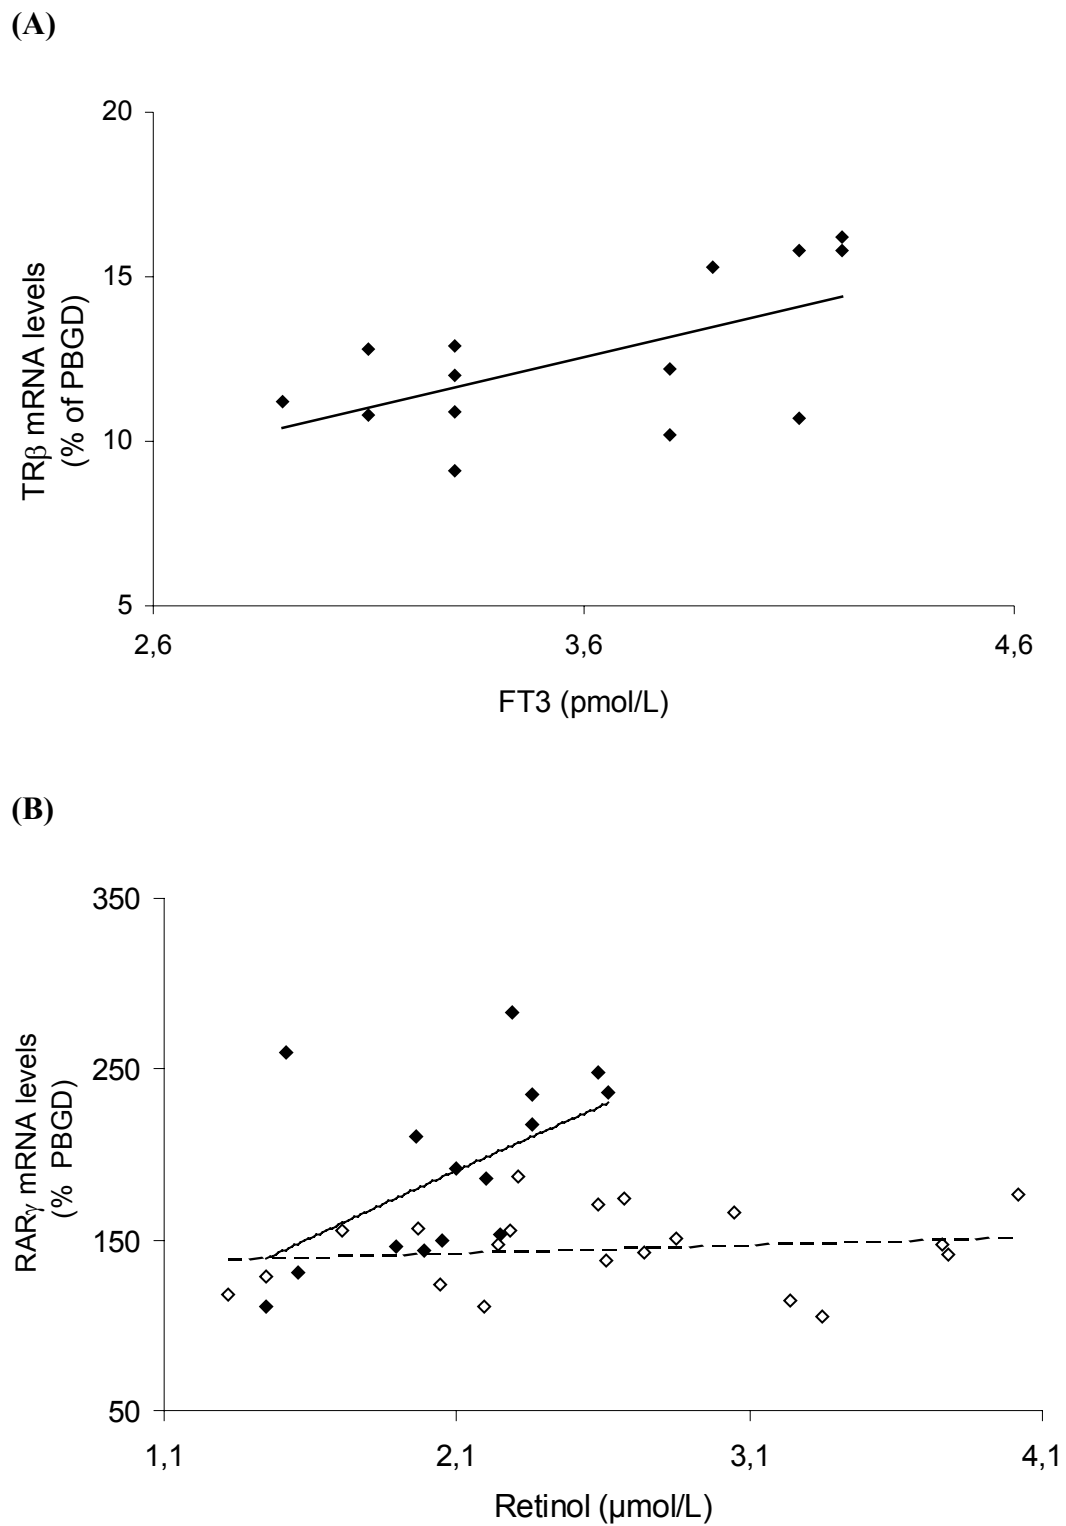 (A)
20
15
10
5
TRβ mRNA levels
(% of PBGD)
2,6 3,6 4,6
FT3 (pmol/L)
(B)
350
250
150
50
RARγ mRNA levels
(% PBGD)
1,1 2,1 3,1 4,1
Retinol (µmol/L)